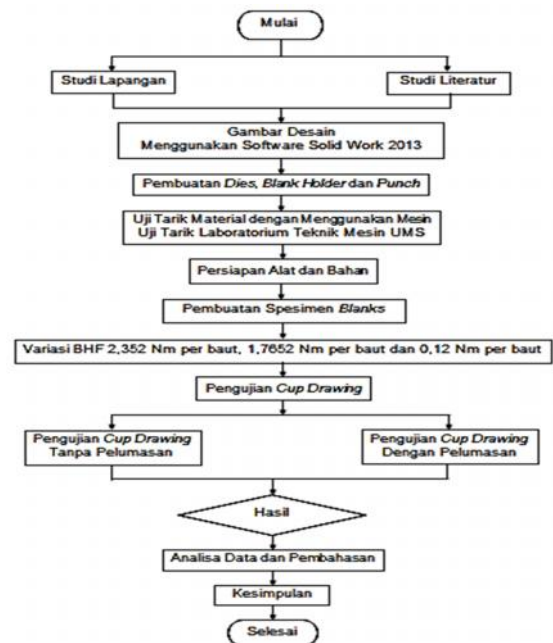 Mulai
Studi Lapangan
Studi Literatur
Gambar Desain
Menggunakan Software Solid Work 2013
Pembuatan Dies, Blank Holder dan Punch
Uji Tarik Material dengan Menggunakan Mesin
Uji Tarik Laboratorium Teknik Mesin UMS
Persiapan Alat dan Bahan
Pembuatan Spesimen Blanks
Variasi BHF 2,352 Nm per baut, 1,7652 Nm per baut dan 0,12 Nm per baut
Pengujian Cup Drawing
Pengujian Cup Drawing
Tanpa Pelumasan
Pengujian Cup Drawing
Dengan Pelumasan
Hasil
Analisa Data dan Pembahasan
Kesimpulan
Selesai